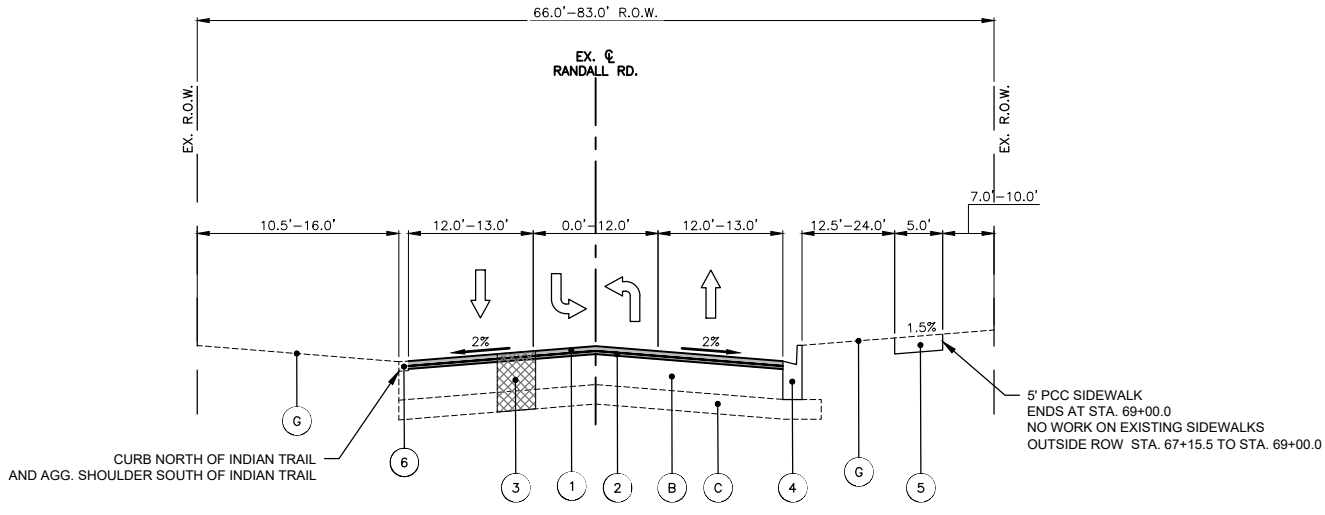 66.0'-83.0' R.O.W.
EX. ℄
RANDALL RD.
EX. R.O.W.
EX. R.O.W.
7.0'-10.0'
10.5'-16.0'
12.0'-13.0'
0.0'-12.0'
12.0'-13.0'
12.5'-24.0'
5.0'
2%
2%
1.5%
5' PCC SIDEWALK
ENDS AT STA. 69+00.0
NO WORK ON EXISTING SIDEWALKS
OUTSIDE ROW STA. 67+15.5 TO STA. 69+00.0
G
CURB NORTH OF INDIAN TRAIL
AND AGG. SHOULDER SOUTH OF INDIAN TRAIL
6
3
1
2
B
C
4
G
5